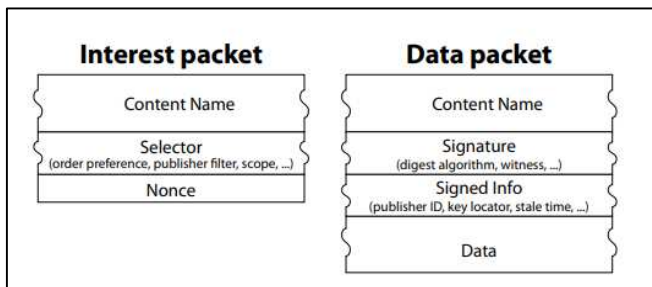 Interest packet
Content Name
Selector
(order preference, publisher filter, scope, ...)
Nonce
Data packet
Content Name
Signature
(digest algorithm, witness, ...)
Signed Info
(publisher ID, key locator, stale time, ...)
Data